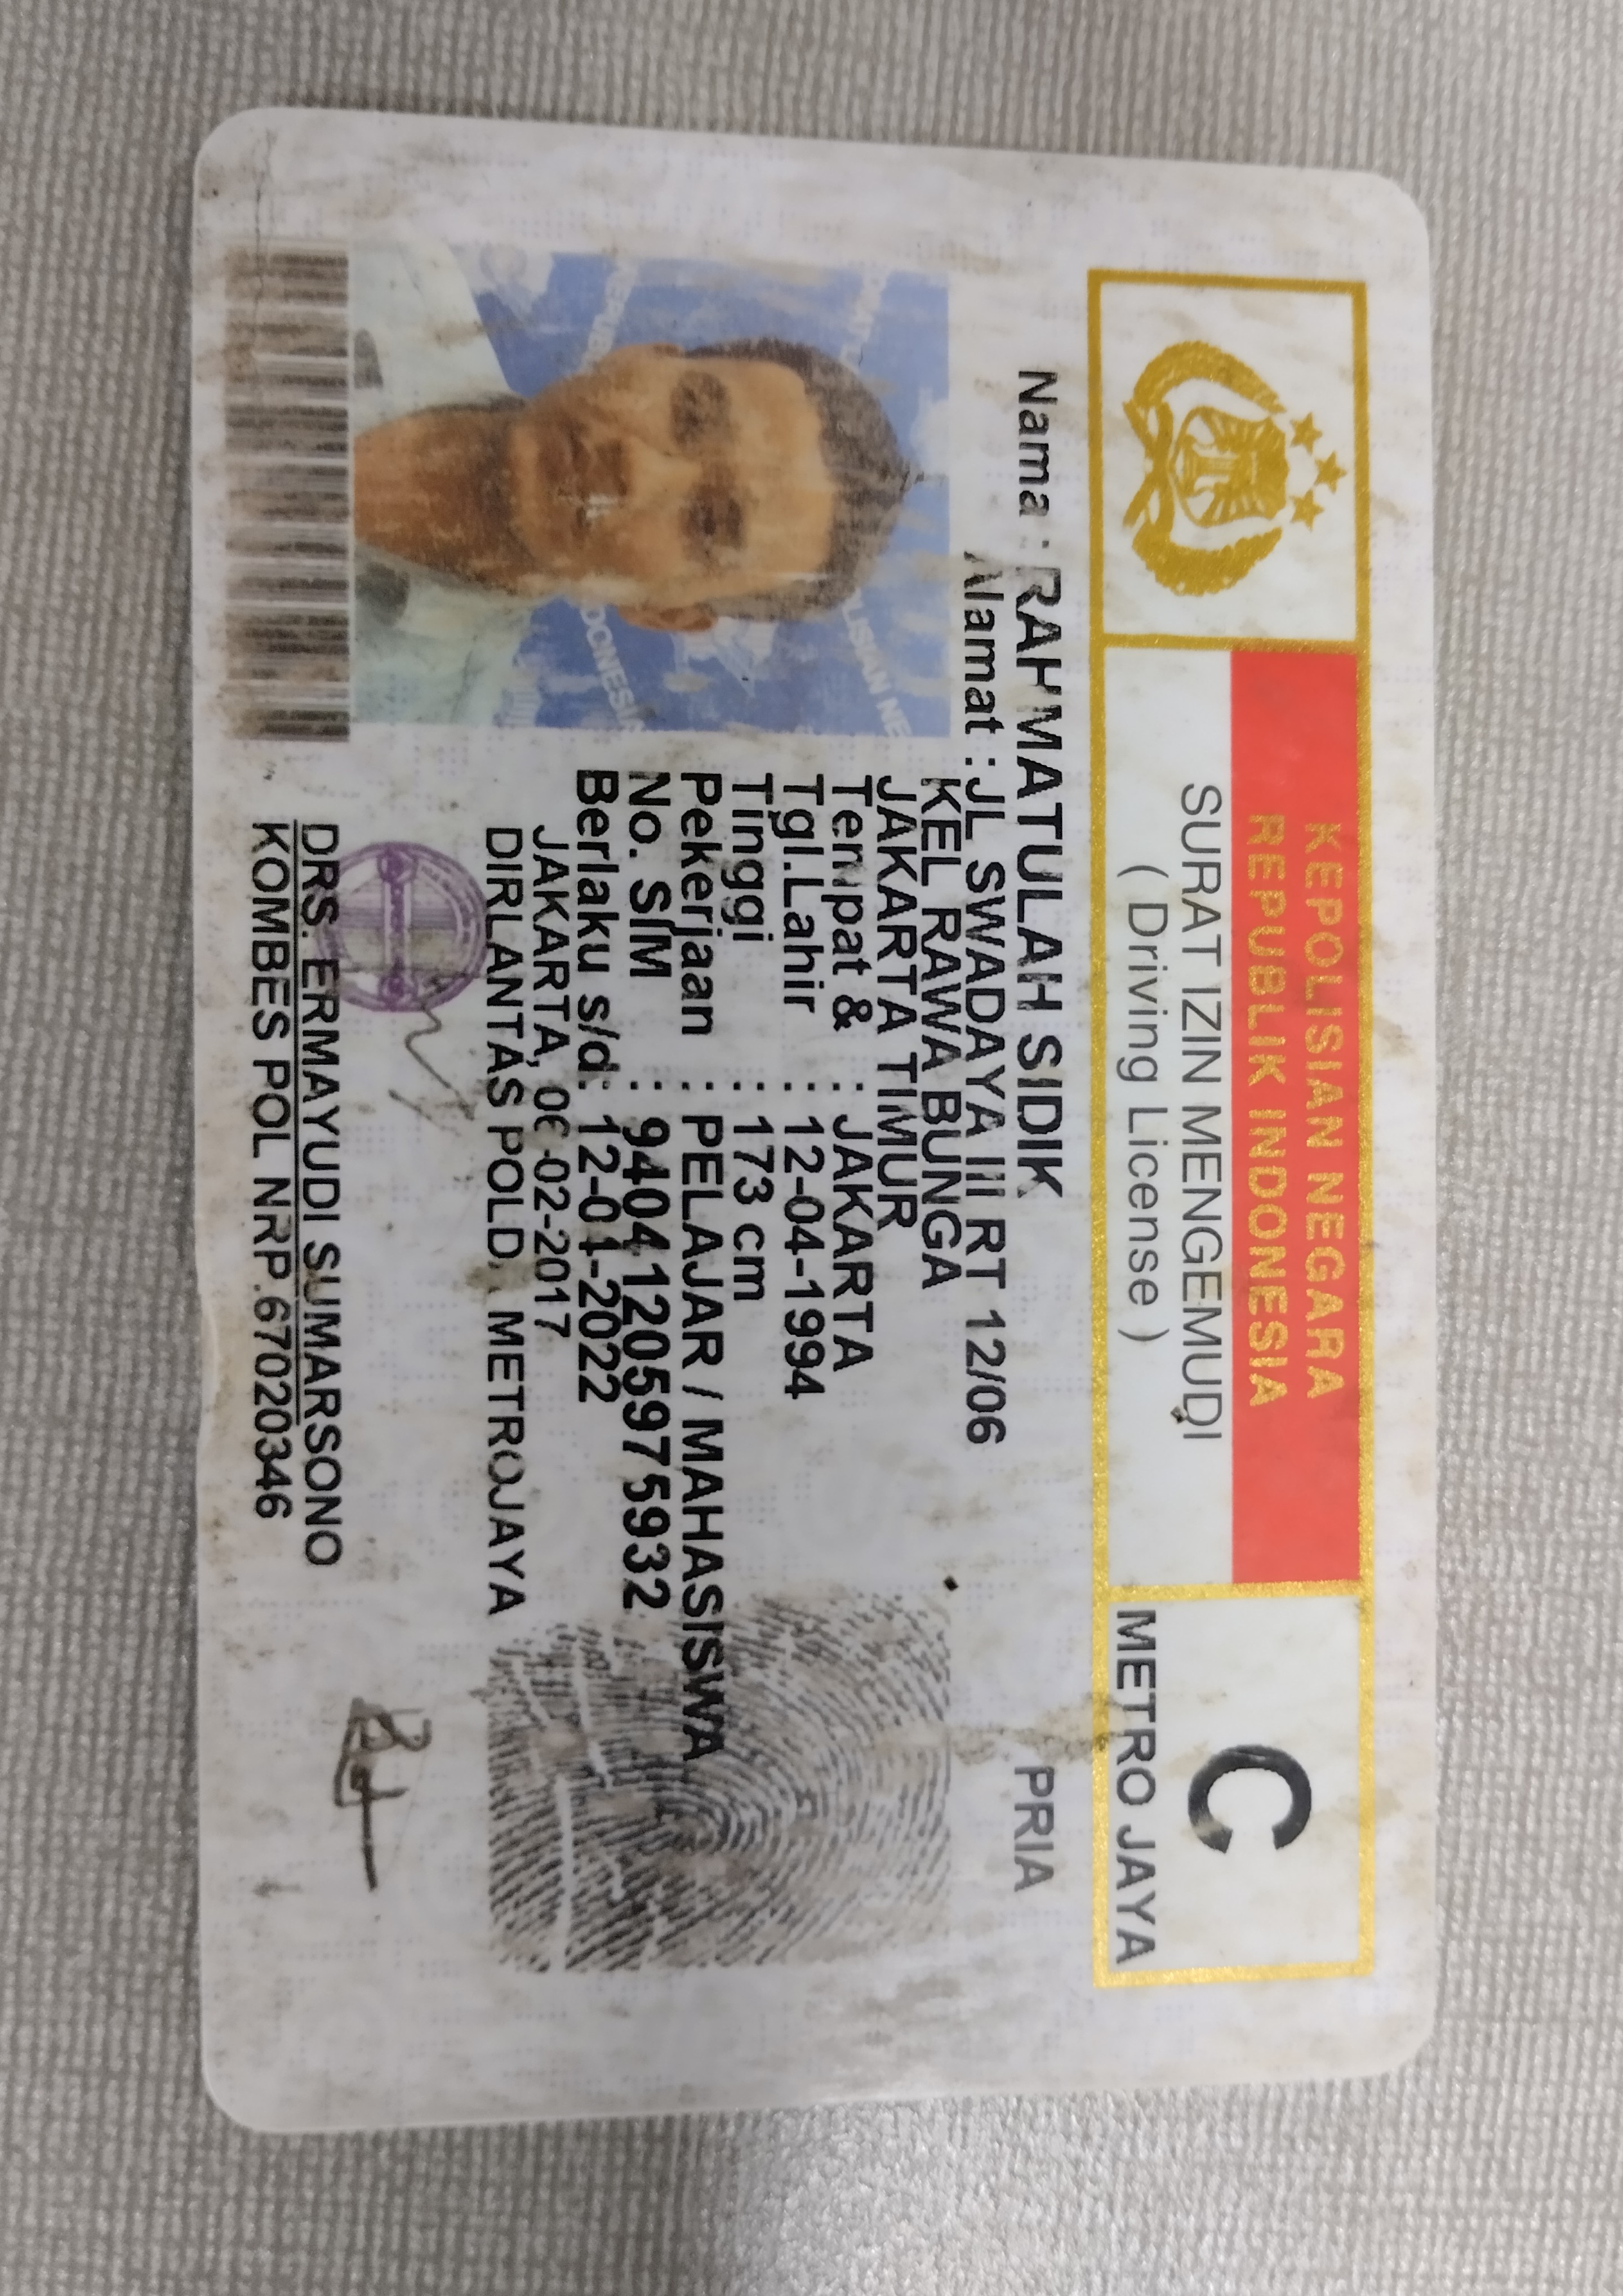 KEPOLISIAN NEGARA
REPUBLIK INDONESIA
SURAT IZIN MENGEMUDI
( Driving License )
C
METRO JAYA
Nama : RAHMATULAH SIDIK
PRIA
Alamat : JL SWADAYA III RT 12/06
KEL RAWA BUNGA
JAKARTA TIMUR
Tempat & : JAKARTA
Tgl.Lahir : 12-04-1994
Tinggi : 173 cm
Pekerjaan : PELAJAR / MAHASISWA
No. SIM : 94041205975932
Berlaku s/d: 12-04-2022
JAKARTA, 06-02-2017
DIRLANTAS POLDA METROJAYA
DRS. ERMAYUDI SUMARSONO
KOMBES POL NRP.67020346